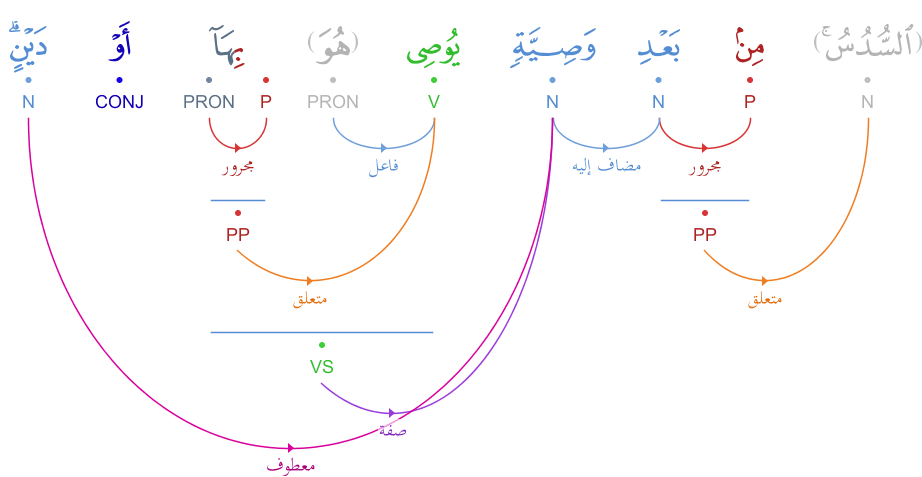 (ٱلسُّدُسُ ۚ) مِنۢ بَعْدِ وَصِيَّةٍ يُوصِى (هُوَ) بِهَآ أَوْ دَيْنٍ ۗ
N P N N V PRON P PRON CONJ N
مجرور مضاف إليه فاعل مجرور
PP PP
متعلق متعلق
VS
صفة
معطوف